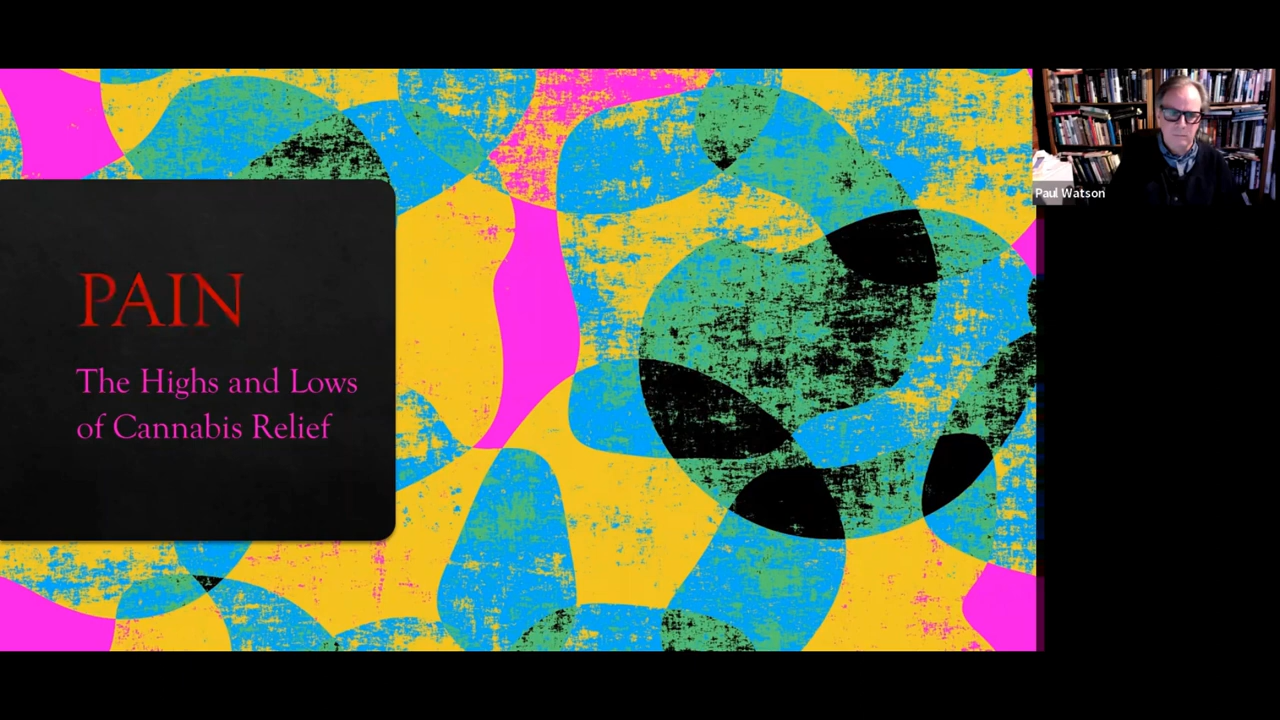 PAIN
The Highs and Lows
of Cannabis Relief
Paul Watson